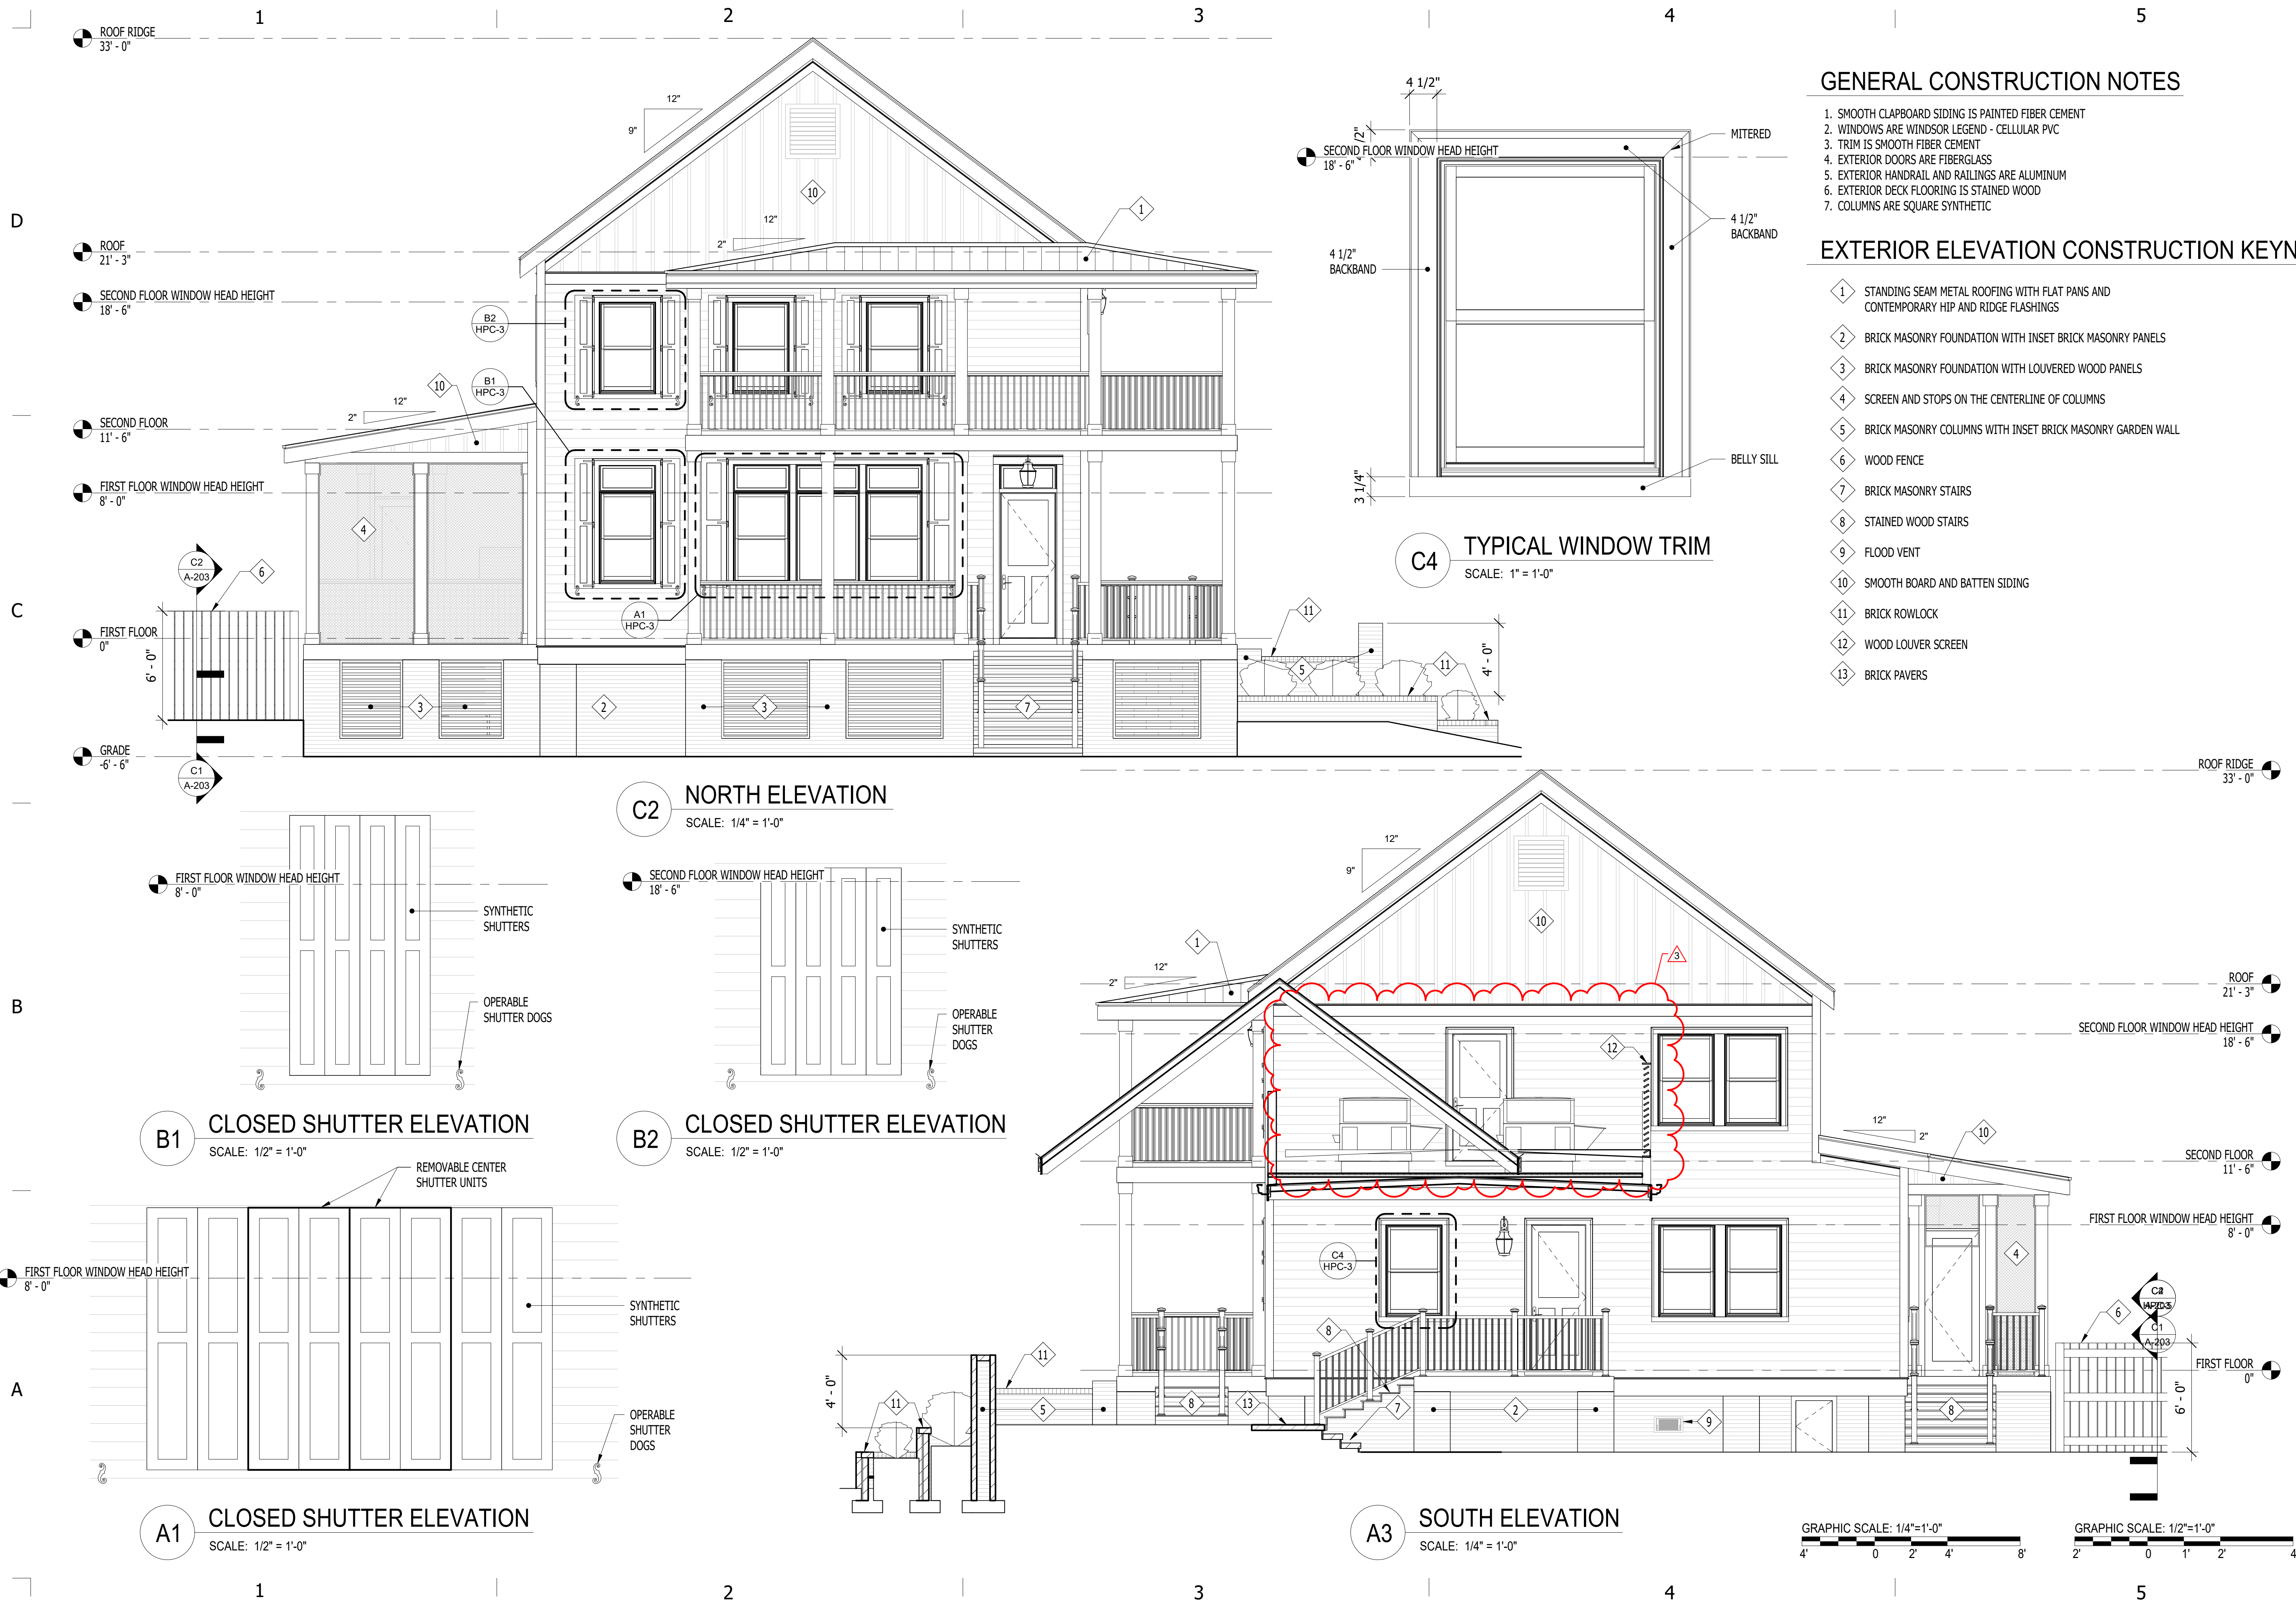 1 2 3 4 5
D
C
B
A
ROOF RIDGE
33' - 0"
ROOF
21' - 3"
SECOND FLOOR WINDOW HEAD HEIGHT
18' - 6"
SECOND FLOOR
11' - 6"
FIRST FLOOR WINDOW HEAD HEIGHT
8' - 0"
FIRST FLOOR
0"
GRADE
-6' - 6"
12"
9"
10
12"
2"
1
B2
HPC-3
B1
HPC-3
10
12"
2"
4
C2
A-203
6
6' - 0"
C1
A-203
A1
HPC-3
3
2
3
7
11
5
11
4' - 0"
C2
NORTH ELEVATION
SCALE: 1/4" = 1'-0"
4 1/2"
SECOND FLOOR WINDOW HEAD HEIGHT
18' - 6"
MITERED
4 1/2"
BACKBAND
4 1/2"
BACKBAND
BELLY SILL
3 1/4"
C4
TYPICAL WINDOW TRIM
SCALE: 1" = 1'-0"
GENERAL CONSTRUCTION NOTES
1. SMOOTH CLAPBOARD SIDING IS PAINTED FIBER CEMENT
2. WINDOWS ARE WINDSOR LEGEND - CELLULAR PVC
3. TRIM IS SMOOTH FIBER CEMENT
4. EXTERIOR DOORS ARE FIBERGLASS
5. EXTERIOR HANDRAIL AND RAILINGS ARE ALUMINUM
6. EXTERIOR DECK FLOORING IS STAINED WOOD
7. COLUMNS ARE SQUARE SYNTHETIC
EXTERIOR ELEVATION CONSTRUCTION KEYN
1 STANDING SEAM METAL ROOFING WITH FLAT PANS AND
CONTEMPORARY HIP AND RIDGE FLASHINGS
2 BRICK MASONRY FOUNDATION WITH INSET BRICK MASONRY PANELS
3 BRICK MASONRY FOUNDATION WITH LOUVERED WOOD PANELS
4 SCREEN AND STOPS ON THE CENTERLINE OF COLUMNS
5 BRICK MASONRY COLUMNS WITH INSET BRICK MASONRY GARDEN WALL
6 WOOD FENCE
7 BRICK MASONRY STAIRS
8 STAINED WOOD STAIRS
9 FLOOD VENT
10 SMOOTH BOARD AND BATTEN SIDING
11 BRICK ROWLOCK
12 WOOD LOUVER SCREEN
13 BRICK PAVERS
FIRST FLOOR WINDOW HEAD HEIGHT
8' - 0"
SYNTHETIC
SHUTTERS
OPERABLE
SHUTTER DOGS
B1
CLOSED SHUTTER ELEVATION
SCALE: 1/2" = 1'-0"
SECOND FLOOR WINDOW HEAD HEIGHT
18' - 6"
SYNTHETIC
SHUTTERS
OPERABLE
SHUTTER
DOGS
B2
CLOSED SHUTTER ELEVATION
SCALE: 1/2" = 1'-0"
REMOVABLE CENTER
SHUTTER UNITS
FIRST FLOOR WINDOW HEAD HEIGHT
8' - 0"
SYNTHETIC
SHUTTERS
OPERABLE
SHUTTER
DOGS
A1
CLOSED SHUTTER ELEVATION
SCALE: 1/2" = 1'-0"
ROOF RIDGE
33' - 0"
ROOF
21' - 3"
SECOND FLOOR WINDOW HEAD HEIGHT
18' - 6"
SECOND FLOOR
11' - 6"
FIRST FLOOR WINDOW HEAD HEIGHT
8' - 0"
FIRST FLOOR
0"
12"
9"
10
3
1
12"
2"
12
12"
2"
10
C4
HPC-3
4
6
C1
A-203
6' - 0"
8
8
11
4' - 0"
11
5
8
13
7
2
9
8
A3
SOUTH ELEVATION
SCALE: 1/4" = 1'-0"
GRAPHIC SCALE: 1/4"=1'-0"
4' 0 2' 4' 8'
GRAPHIC SCALE: 1/2"=1'-0"
2' 0 1' 2' 4
1 2 3 4 5